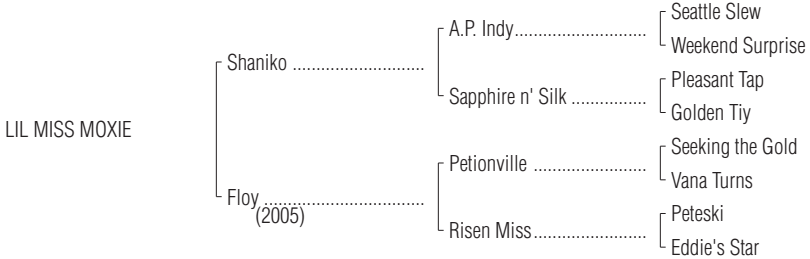 Seattle Slew
A.P. Indy..............................
Weekend Surprise
Shaniko ..............................
Pleasant Tap
Sapphire n' Silk .................
Golden Tiy
LIL MISS MOXIE
Seeking the Gold
Petionville .........................
Vana Turns
Floy ....................................
(2005)
Peteski
Risen Miss..........................
Eddie's Star